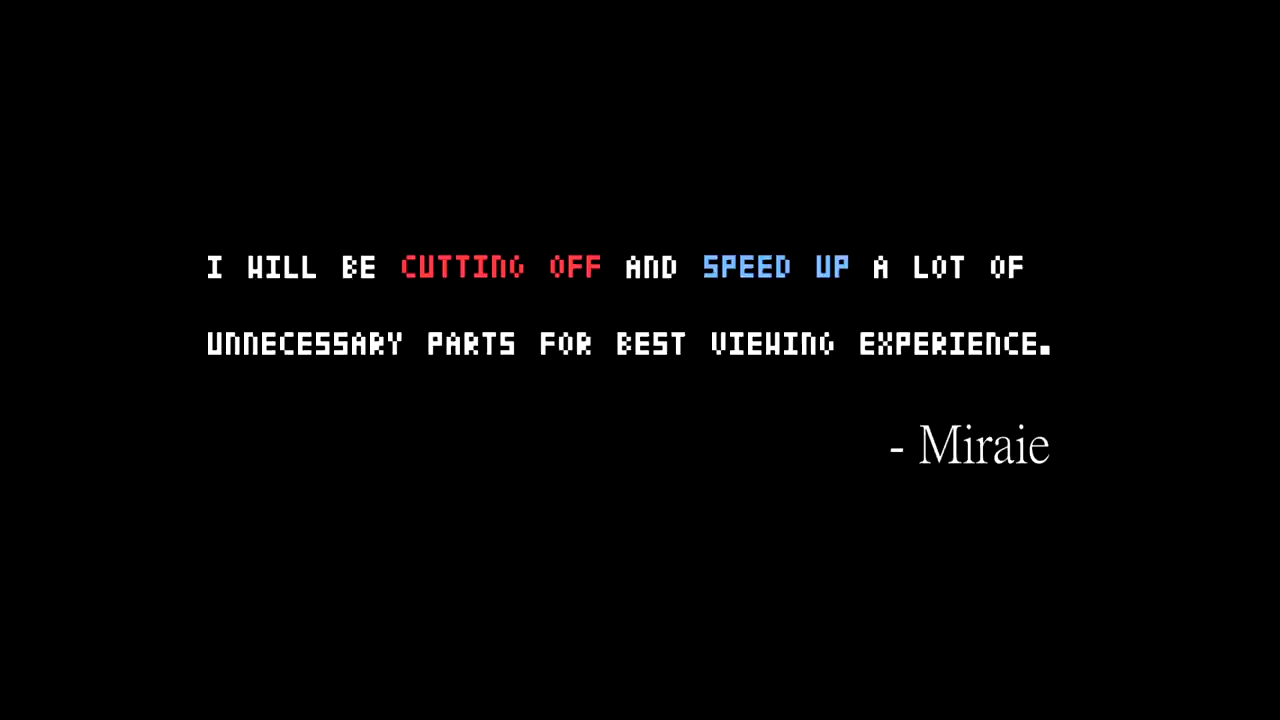 I WILL BE CUTTING OFF AND SPEED UP A LOT OF
UNNECESSARY PARTS FOR BEST VIEWING EXPERIENCE.
- Miraie